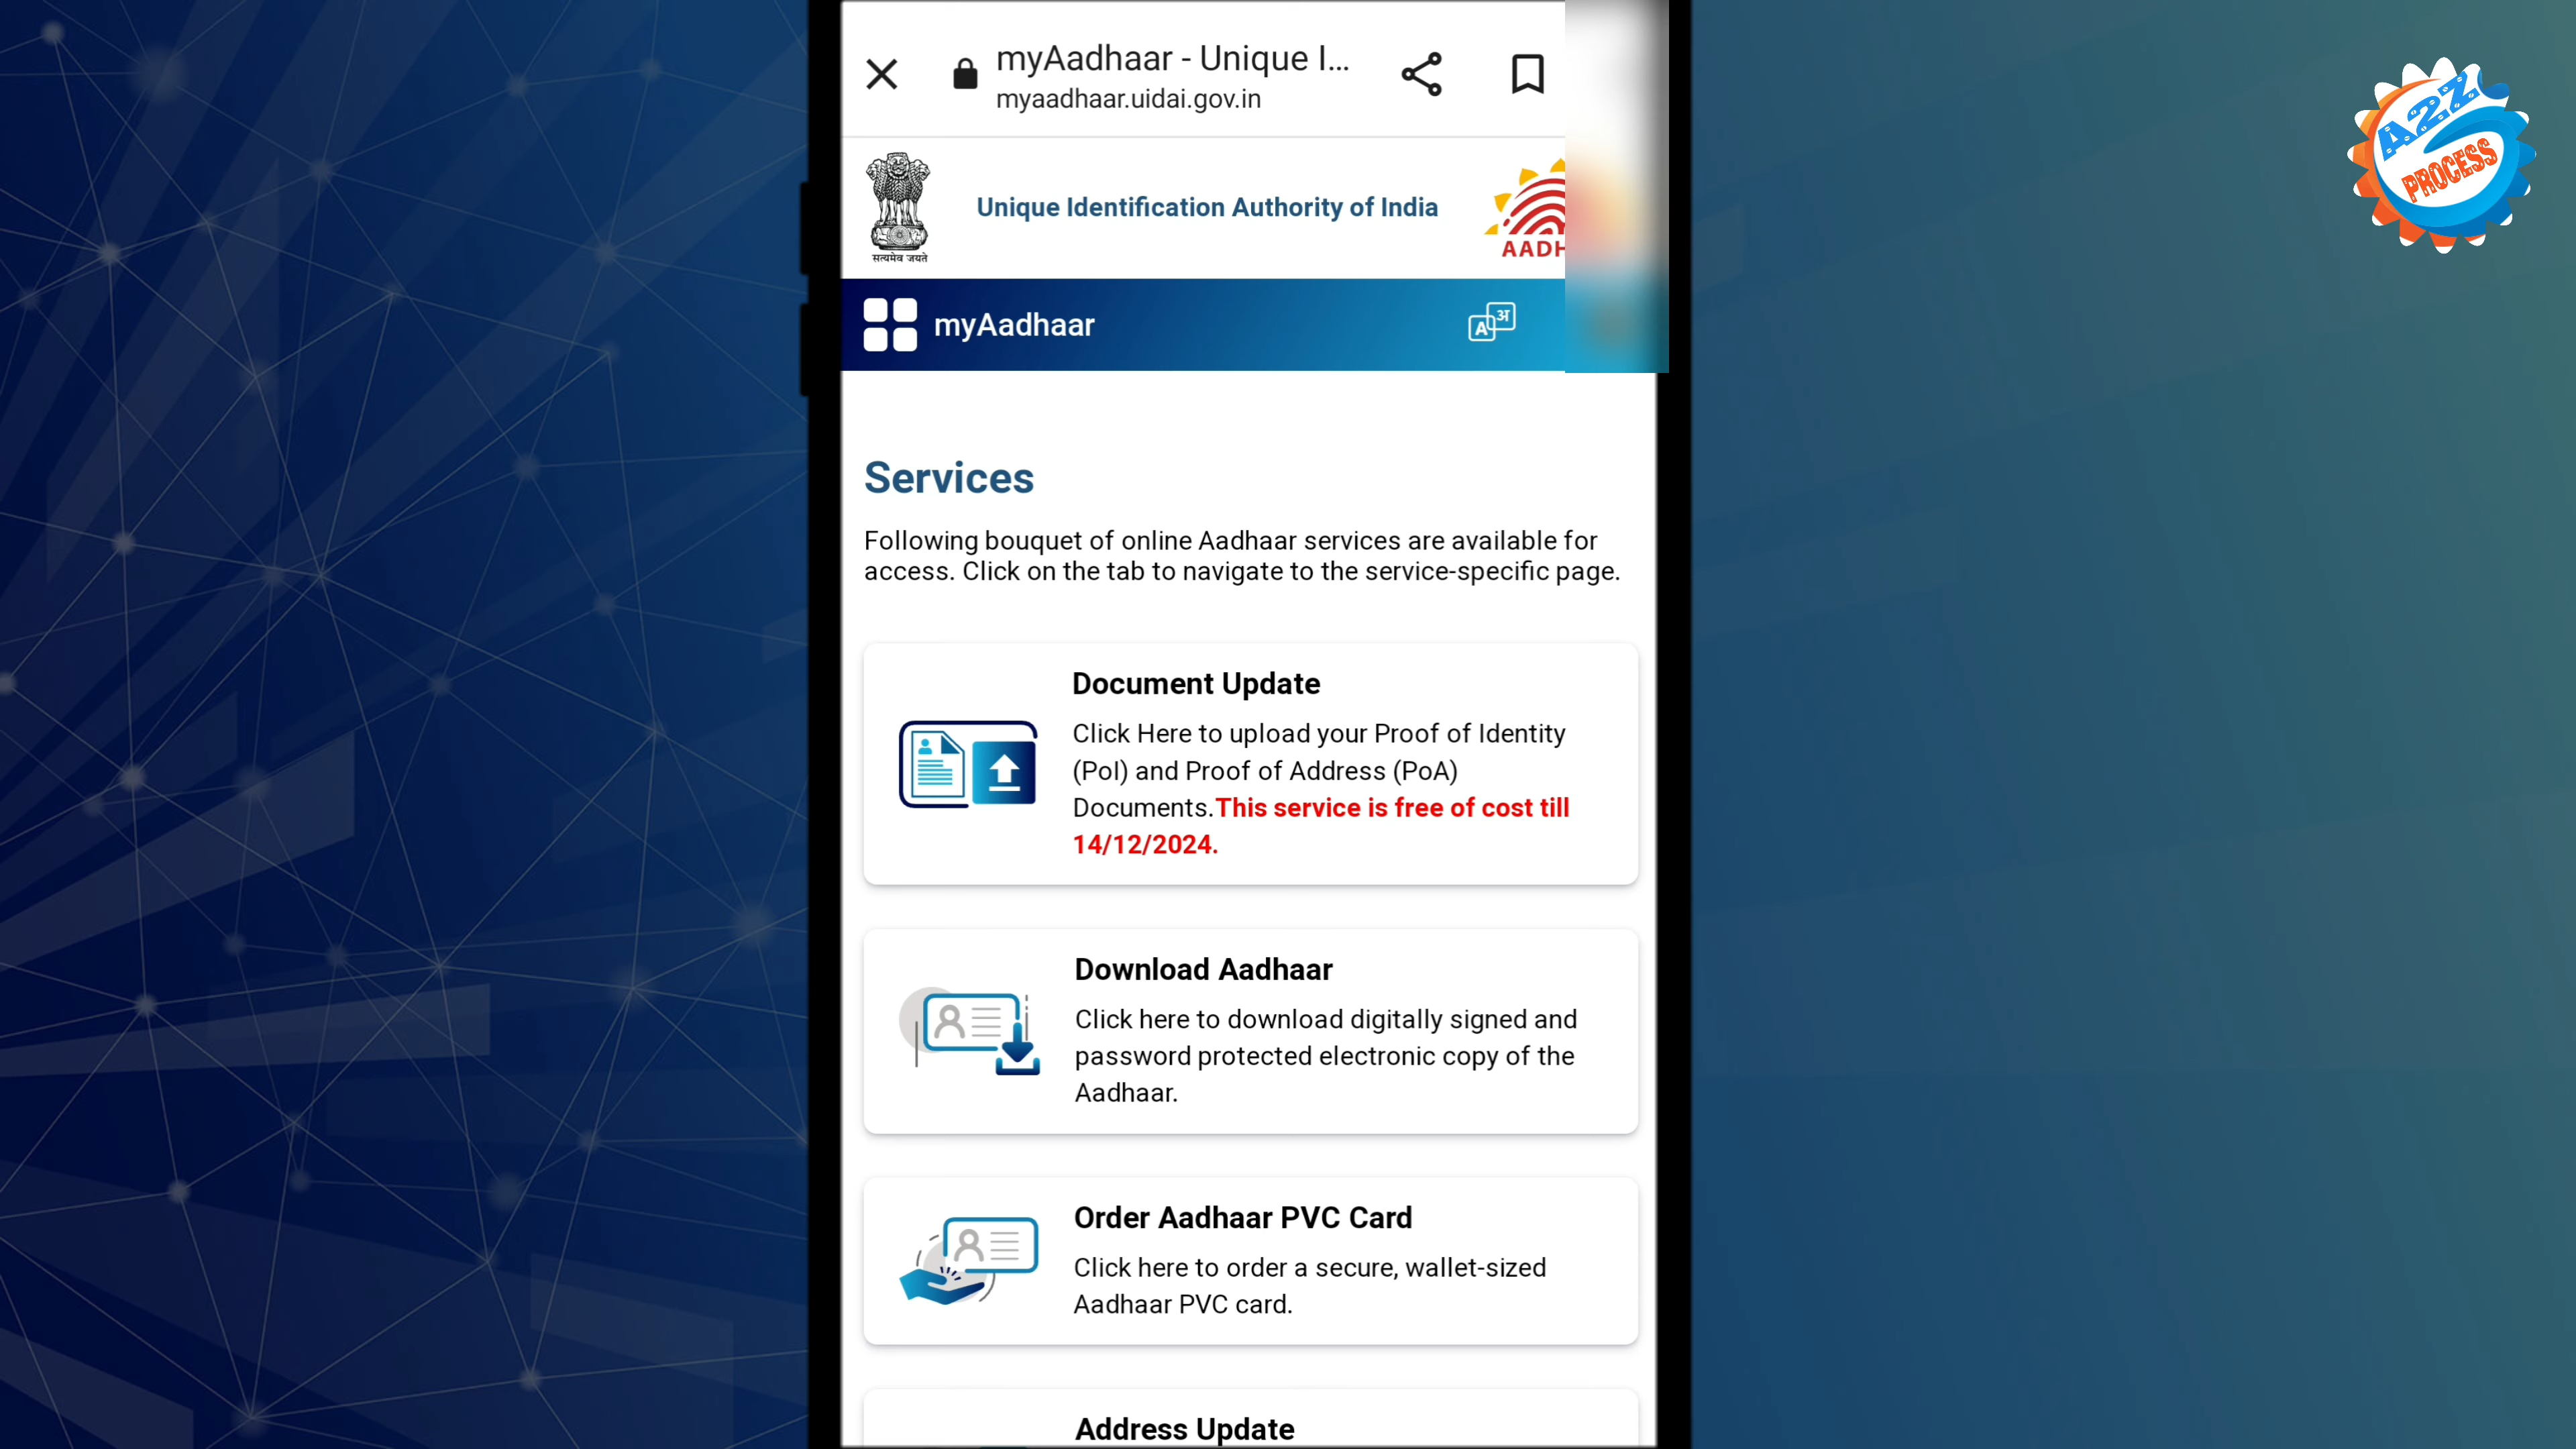 myAadhaar - Unique I...
myaadhaar.uidai.gov.in
A2Z
PROCESS
सत्यमेव जयते
Unique Identification Authority of India
AADH
myAadhaar
A अ
Services
Following bouquet of online Aadhaar services are available for
access. Click on the tab to navigate to the service-specific page.
Document Update
Click Here to upload your Proof of Identity
(PoI) and Proof of Address (PoA)
Documents.This service is free of cost till
14/12/2024.
Download Aadhaar
Click here to download digitally signed and
password protected electronic copy of the
Aadhaar.
Order Aadhaar PVC Card
Click here to order a secure, wallet-sized
Aadhaar PVC card.
Address Update